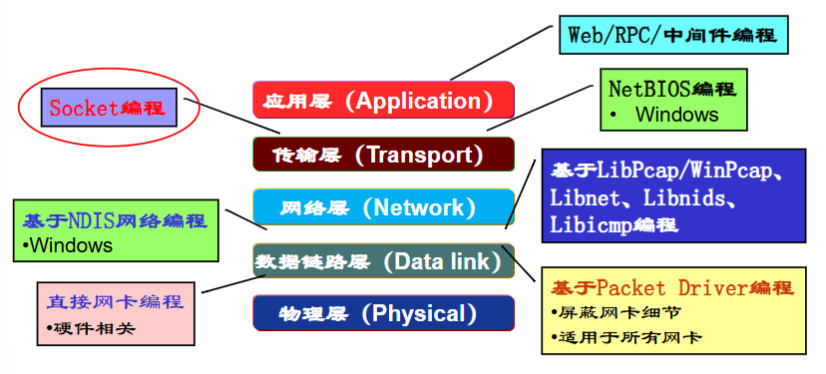 Web/RPC/中间件编程
Socket编程
应用层（Application）
NetBIOS编程
• Windows
传输层（Transport）
基于LibPcap/WinPcap、
Libnet、Libnids、
Libicmp编程
网络层（Network）
基于NDIS网络编程
•Windows
数据链路层（Data link）
直接网卡编程
•硬件相关
基于Packet Driver编程
•屏蔽网卡细节
•适用于所有网卡
物理层（Physical）